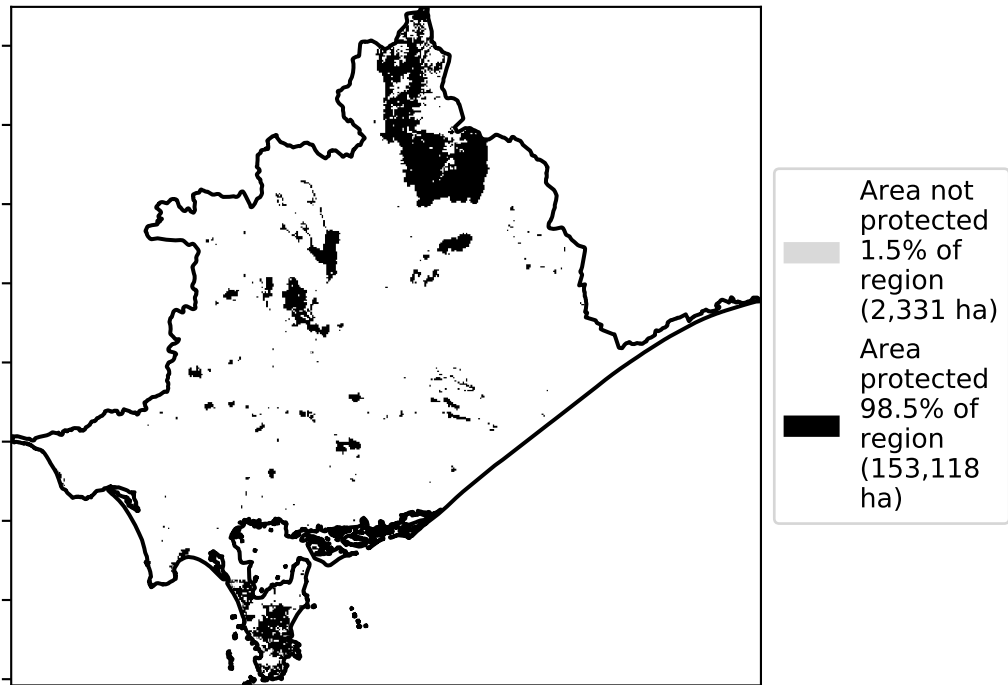 Area not
protected
1.5% of
region
(2,331 ha)
Area
protected
98.5% of
region
(153,118
ha)